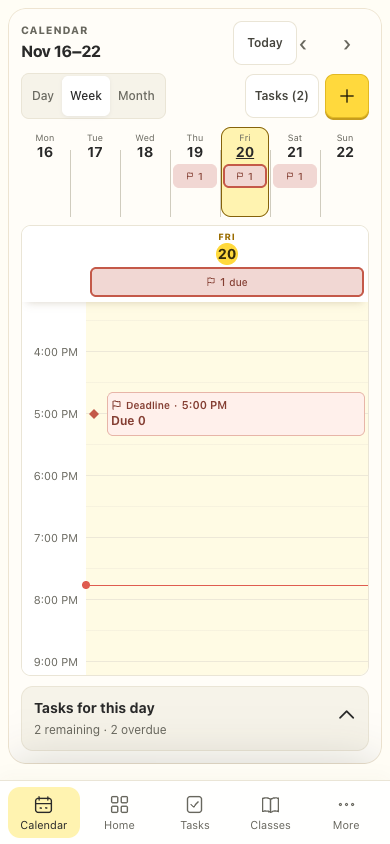 CALENDAR
Nov 16–22
Today
Day Week Month
Tasks (2)
Mon Tue Wed Thu Fri Sat Sun
16 17 18 19 20 21 22
1 1 1
FRI
20
1 due
4:00 PM
Deadline · 5:00 PM
5:00 PM
Due 0
6:00 PM
7:00 PM
8:00 PM
9:00 PM
Tasks for this day
2 remaining · 2 overdue
Calendar Home Tasks Classes More